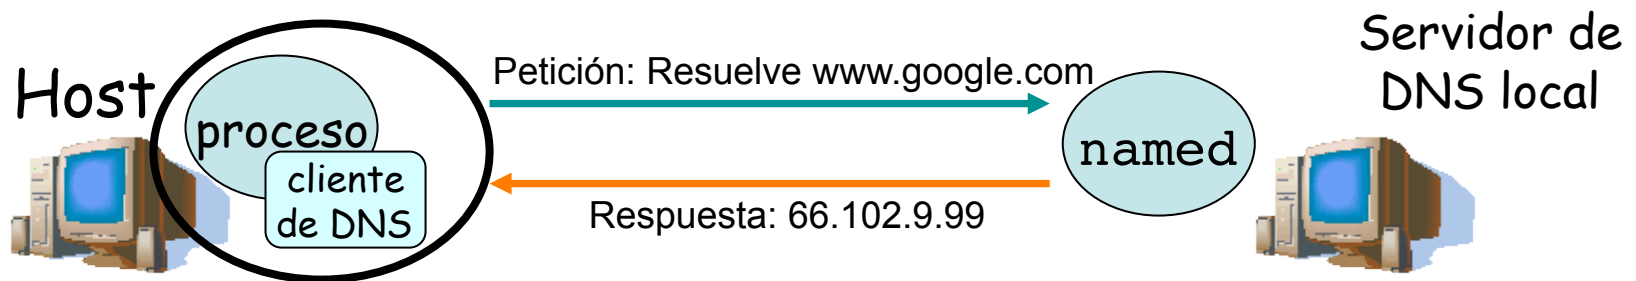 Host
proceso
cliente
de DNS
Petición: Resuelve www.google.com
Respuesta: 66.102.9.99
named
Servidor de
DNS local